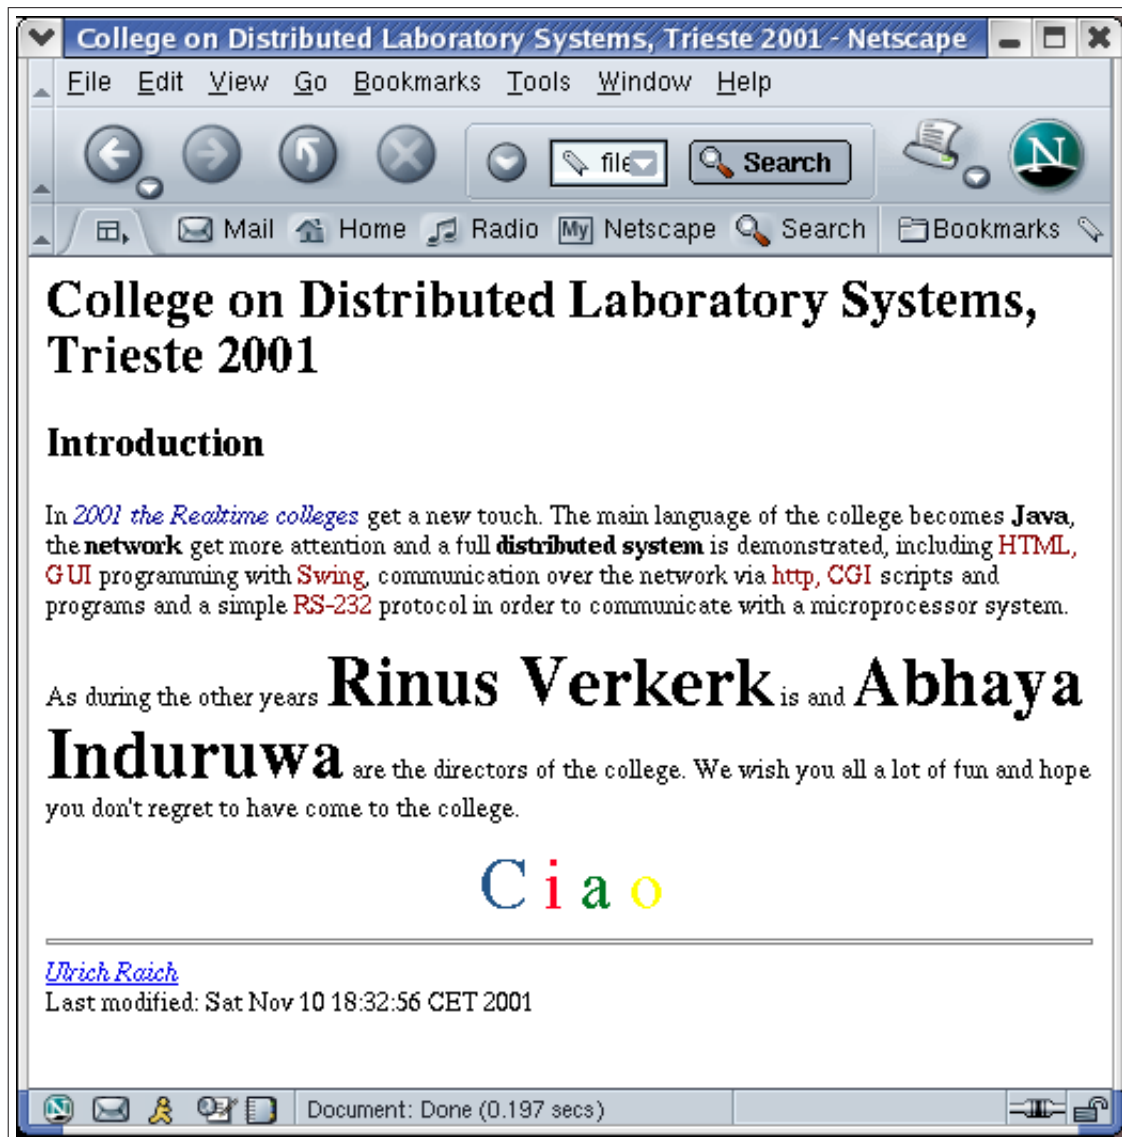 College on Distributed Laboratory Systems, Trieste 2001 - Netscape
File Edit View Go Bookmarks Tools Window Help
file Search N
Mail Home Radio My Netscape Search Bookmarks
College on Distributed Laboratory Systems,
Trieste 2001
Introduction
In 2001 the Realtime colleges get a new touch. The main language of the college becomes Java,
the network get more attention and a full distributed system is demonstrated, including HTML,
GUI programming with Swing, communication over the network via http, CGI scripts and
programs and a simple RS-232 protocol in order to communicate with a microprocessor system.
As during the other years Rinus Verkerk is and Abhaya
Induruwa are the directors of the college. We wish you all a lot of fun and hope
you don't regret to have come to the college.
C i a o
Ulrich Raich
Last modified: Sat Nov 10 18:32:56 CET 2001
Document: Done (0.197 secs)